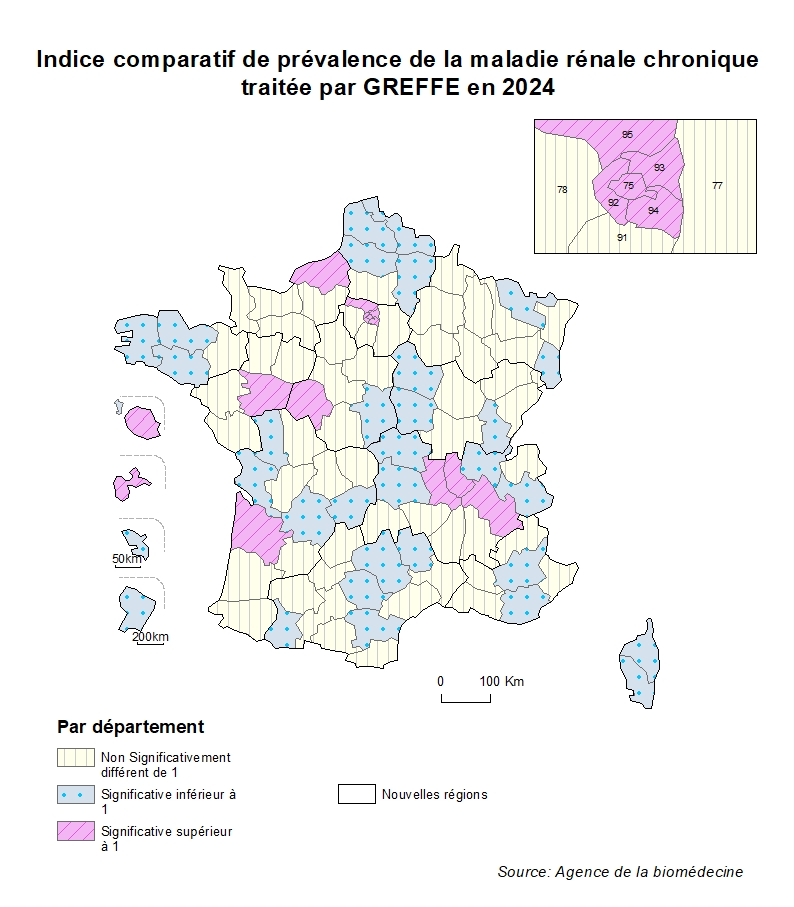 Indice comparatif de prévalence de la maladie rénale chronique
traitée par GREFFE en 2024
95
93
78
75
77
92
94
91
50km
200km
0 100 Km
Par département
Non Significativement
différent de 1
Significative inférieur à
1
Nouvelles régions
Significative supérieur
à 1
Source: Agence de la biomédecine